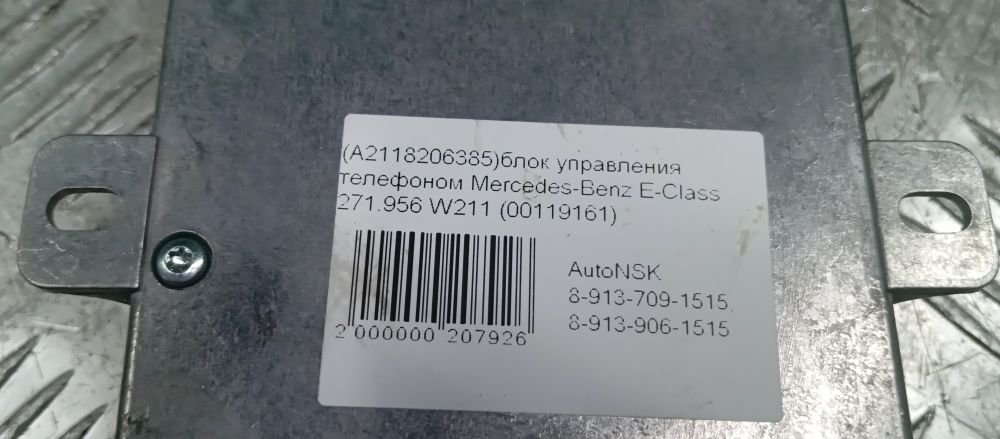 (A2118206385)блок управления
телефоном Mercedes-Benz E-Class
271.956 W211 (00119161)
AutoNSK
8-913-709-1515
8-913-906-1515
2 000000 207926